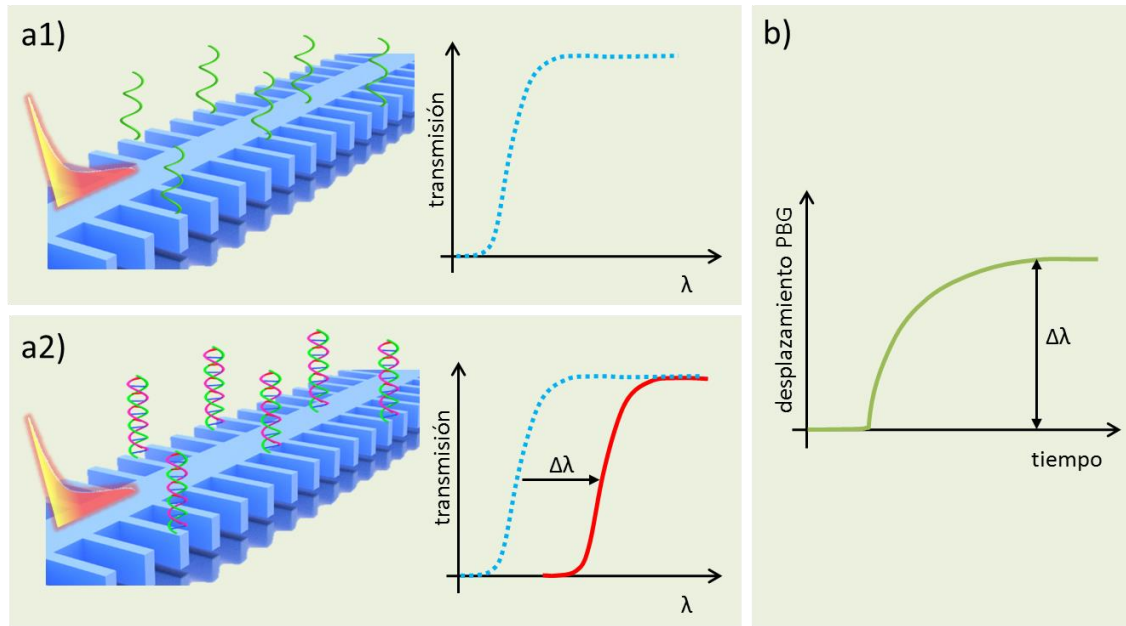 a1)
transmisión
λ
a2)
transmisión
Δλ
λ
b)
desplazamiento PBG
Δλ
tiempo